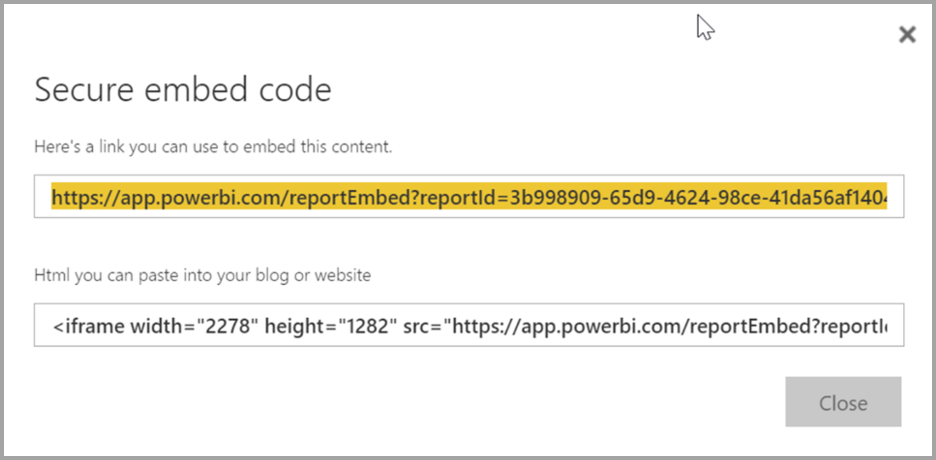 Secure embed code
Here's a link you can use to embed this content.
https://app.powerbi.com/reportEmbed?reportId=3b998909-65d9-4624-98ce-41da56af140
Html you can paste into your blog or website
<iframe width="2278" height="1282" src="https://app.powerbi.com/reportEmbed?reportI
Close